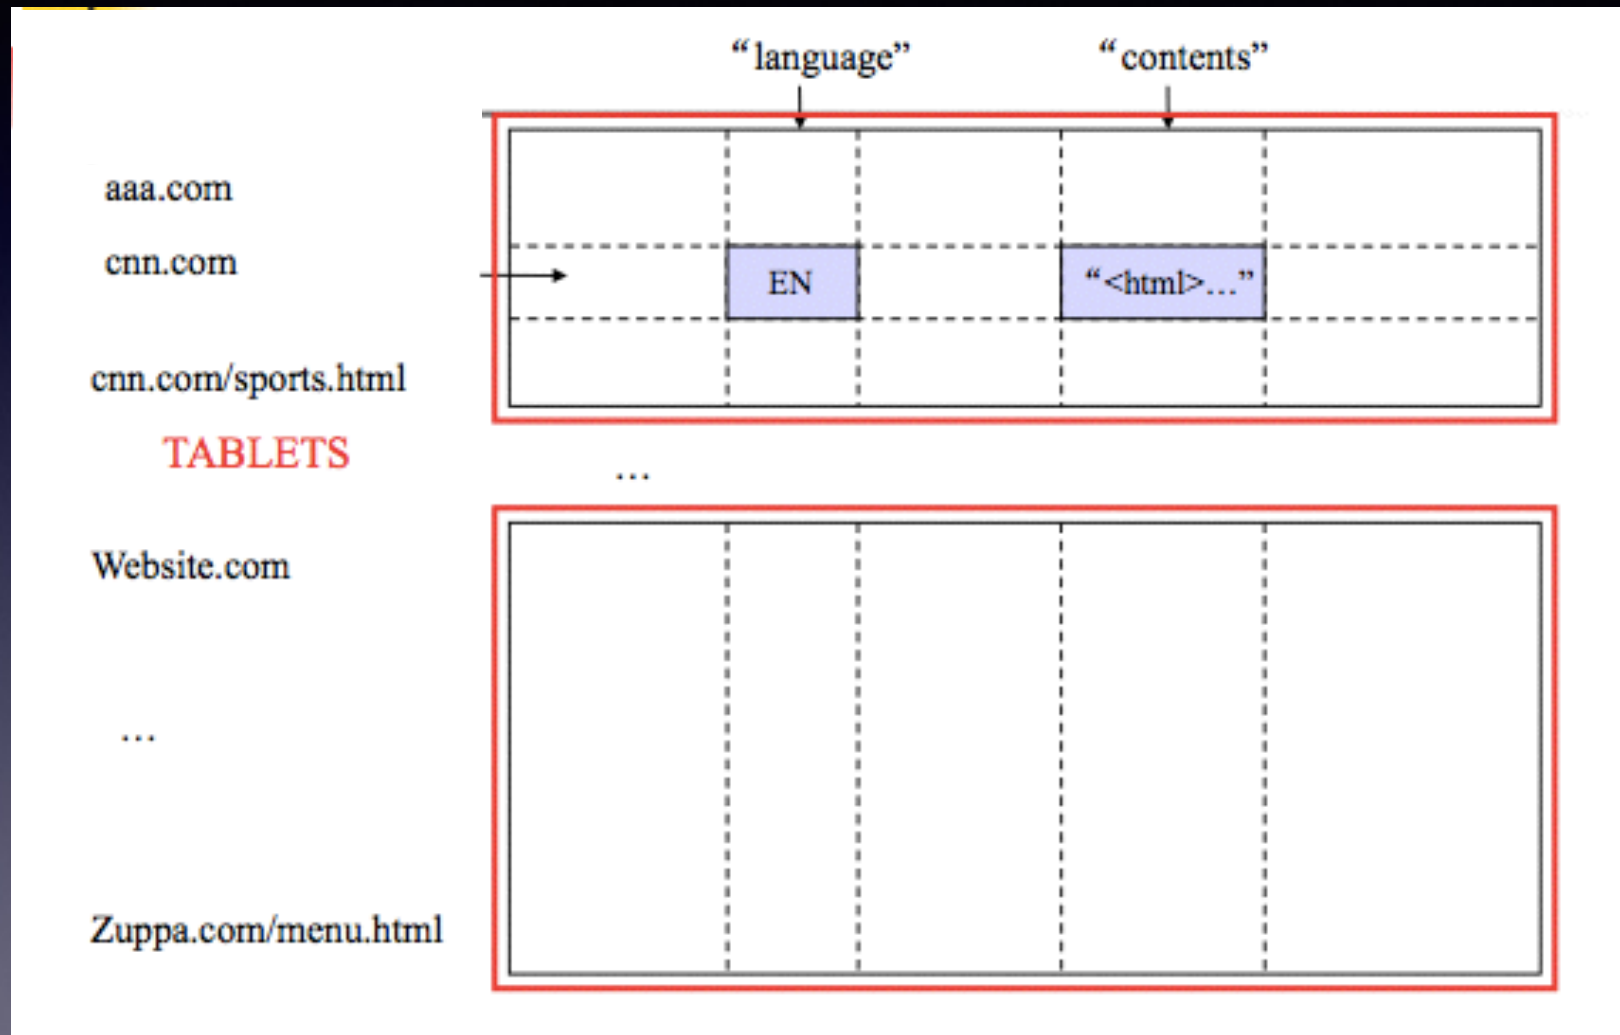 “language” “contents”
aaa.com
cnn.com
EN “<html>...”
cnn.com/sports.html
TABLETS
...
Website.com
...
Zuppa.com/menu.html